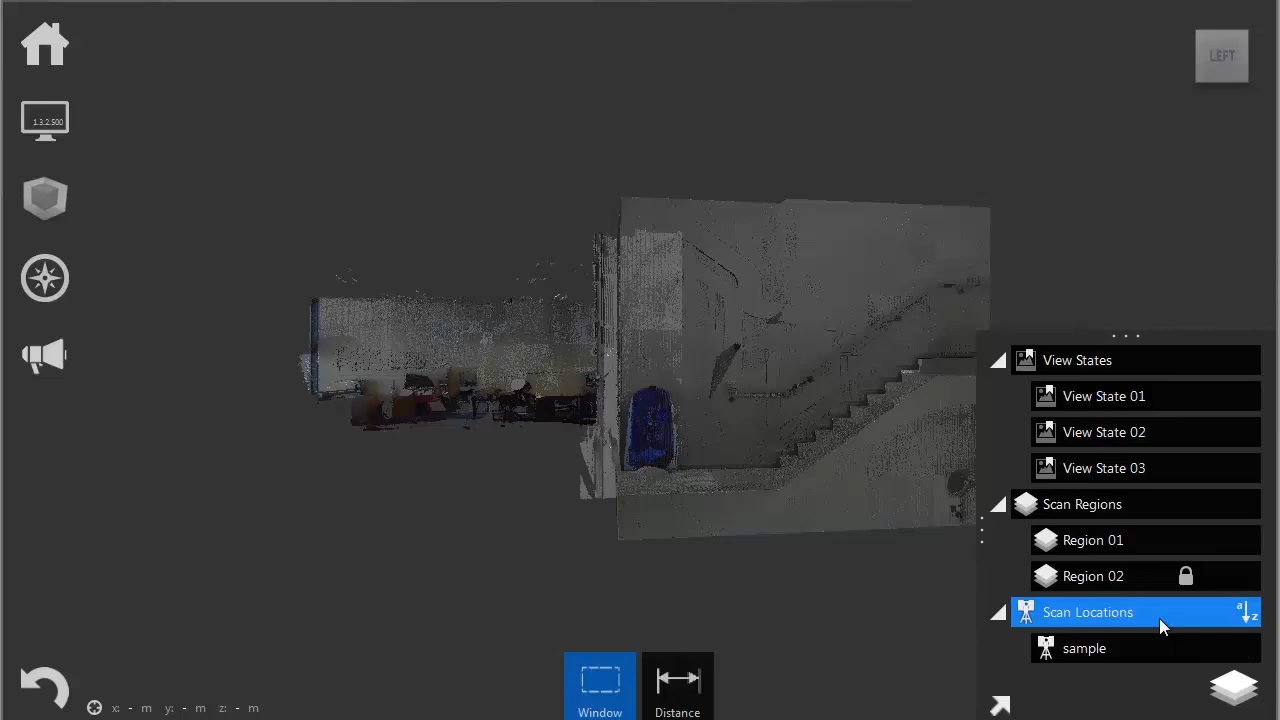 LEFT
1.3.2.500
View States
View State 01
View State 02
View State 03
Scan Regions
Region 01
Region 02
Scan Locations a z
sample
Window Distance
x: - m y: - m z: - m